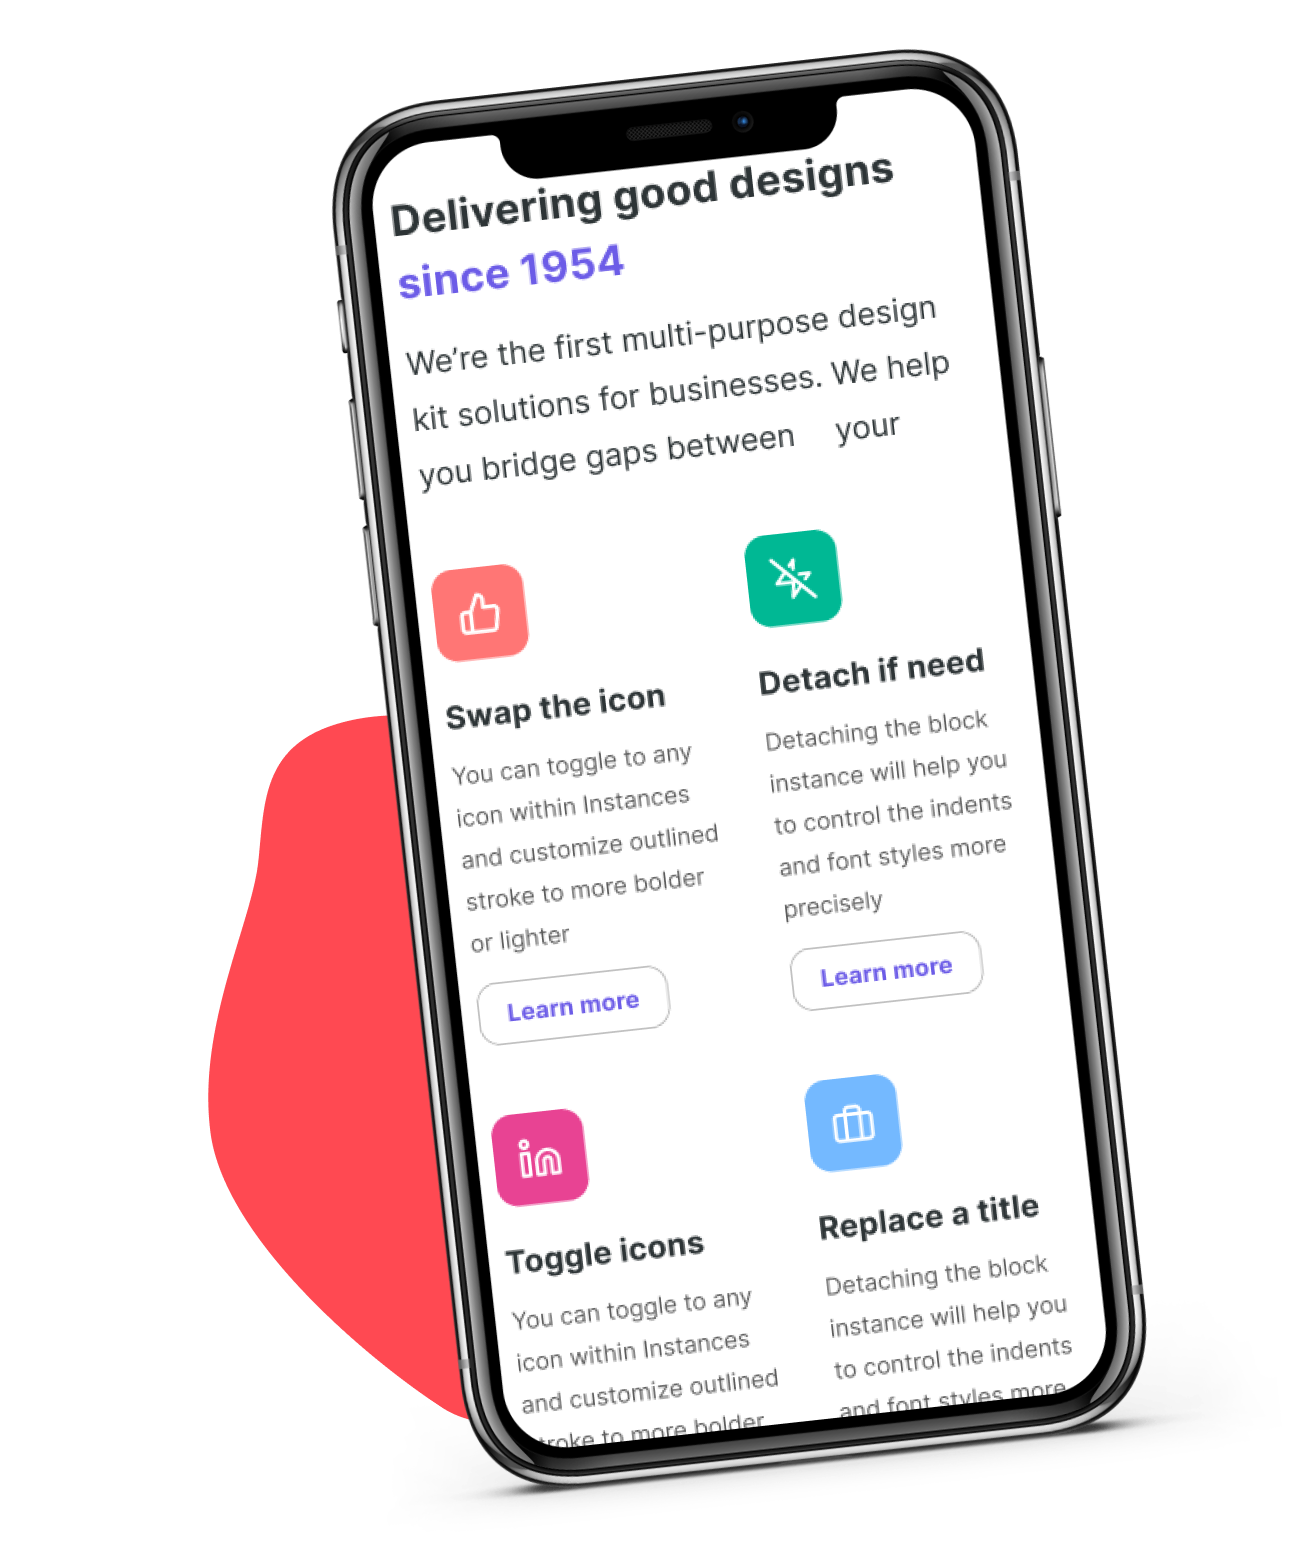 Delivering good designs
since 1954
We’re the first multi-purpose design
kit solutions for businesses. We help
you bridge gaps between your
Swap the icon
You can toggle to any
icon within Instances
and customize outlined
stroke to more bolder
or lighter
Learn more
Detach if need
Detaching the block
instance will help you
to control the indents
and font styles more
precisely
Learn more
in
Toggle icons
You can toggle to any
icon within Instances
and customize outlined
stroke to more bolder
Replace a title
Detaching the block
instance will help you
to control the indents
and font styles more